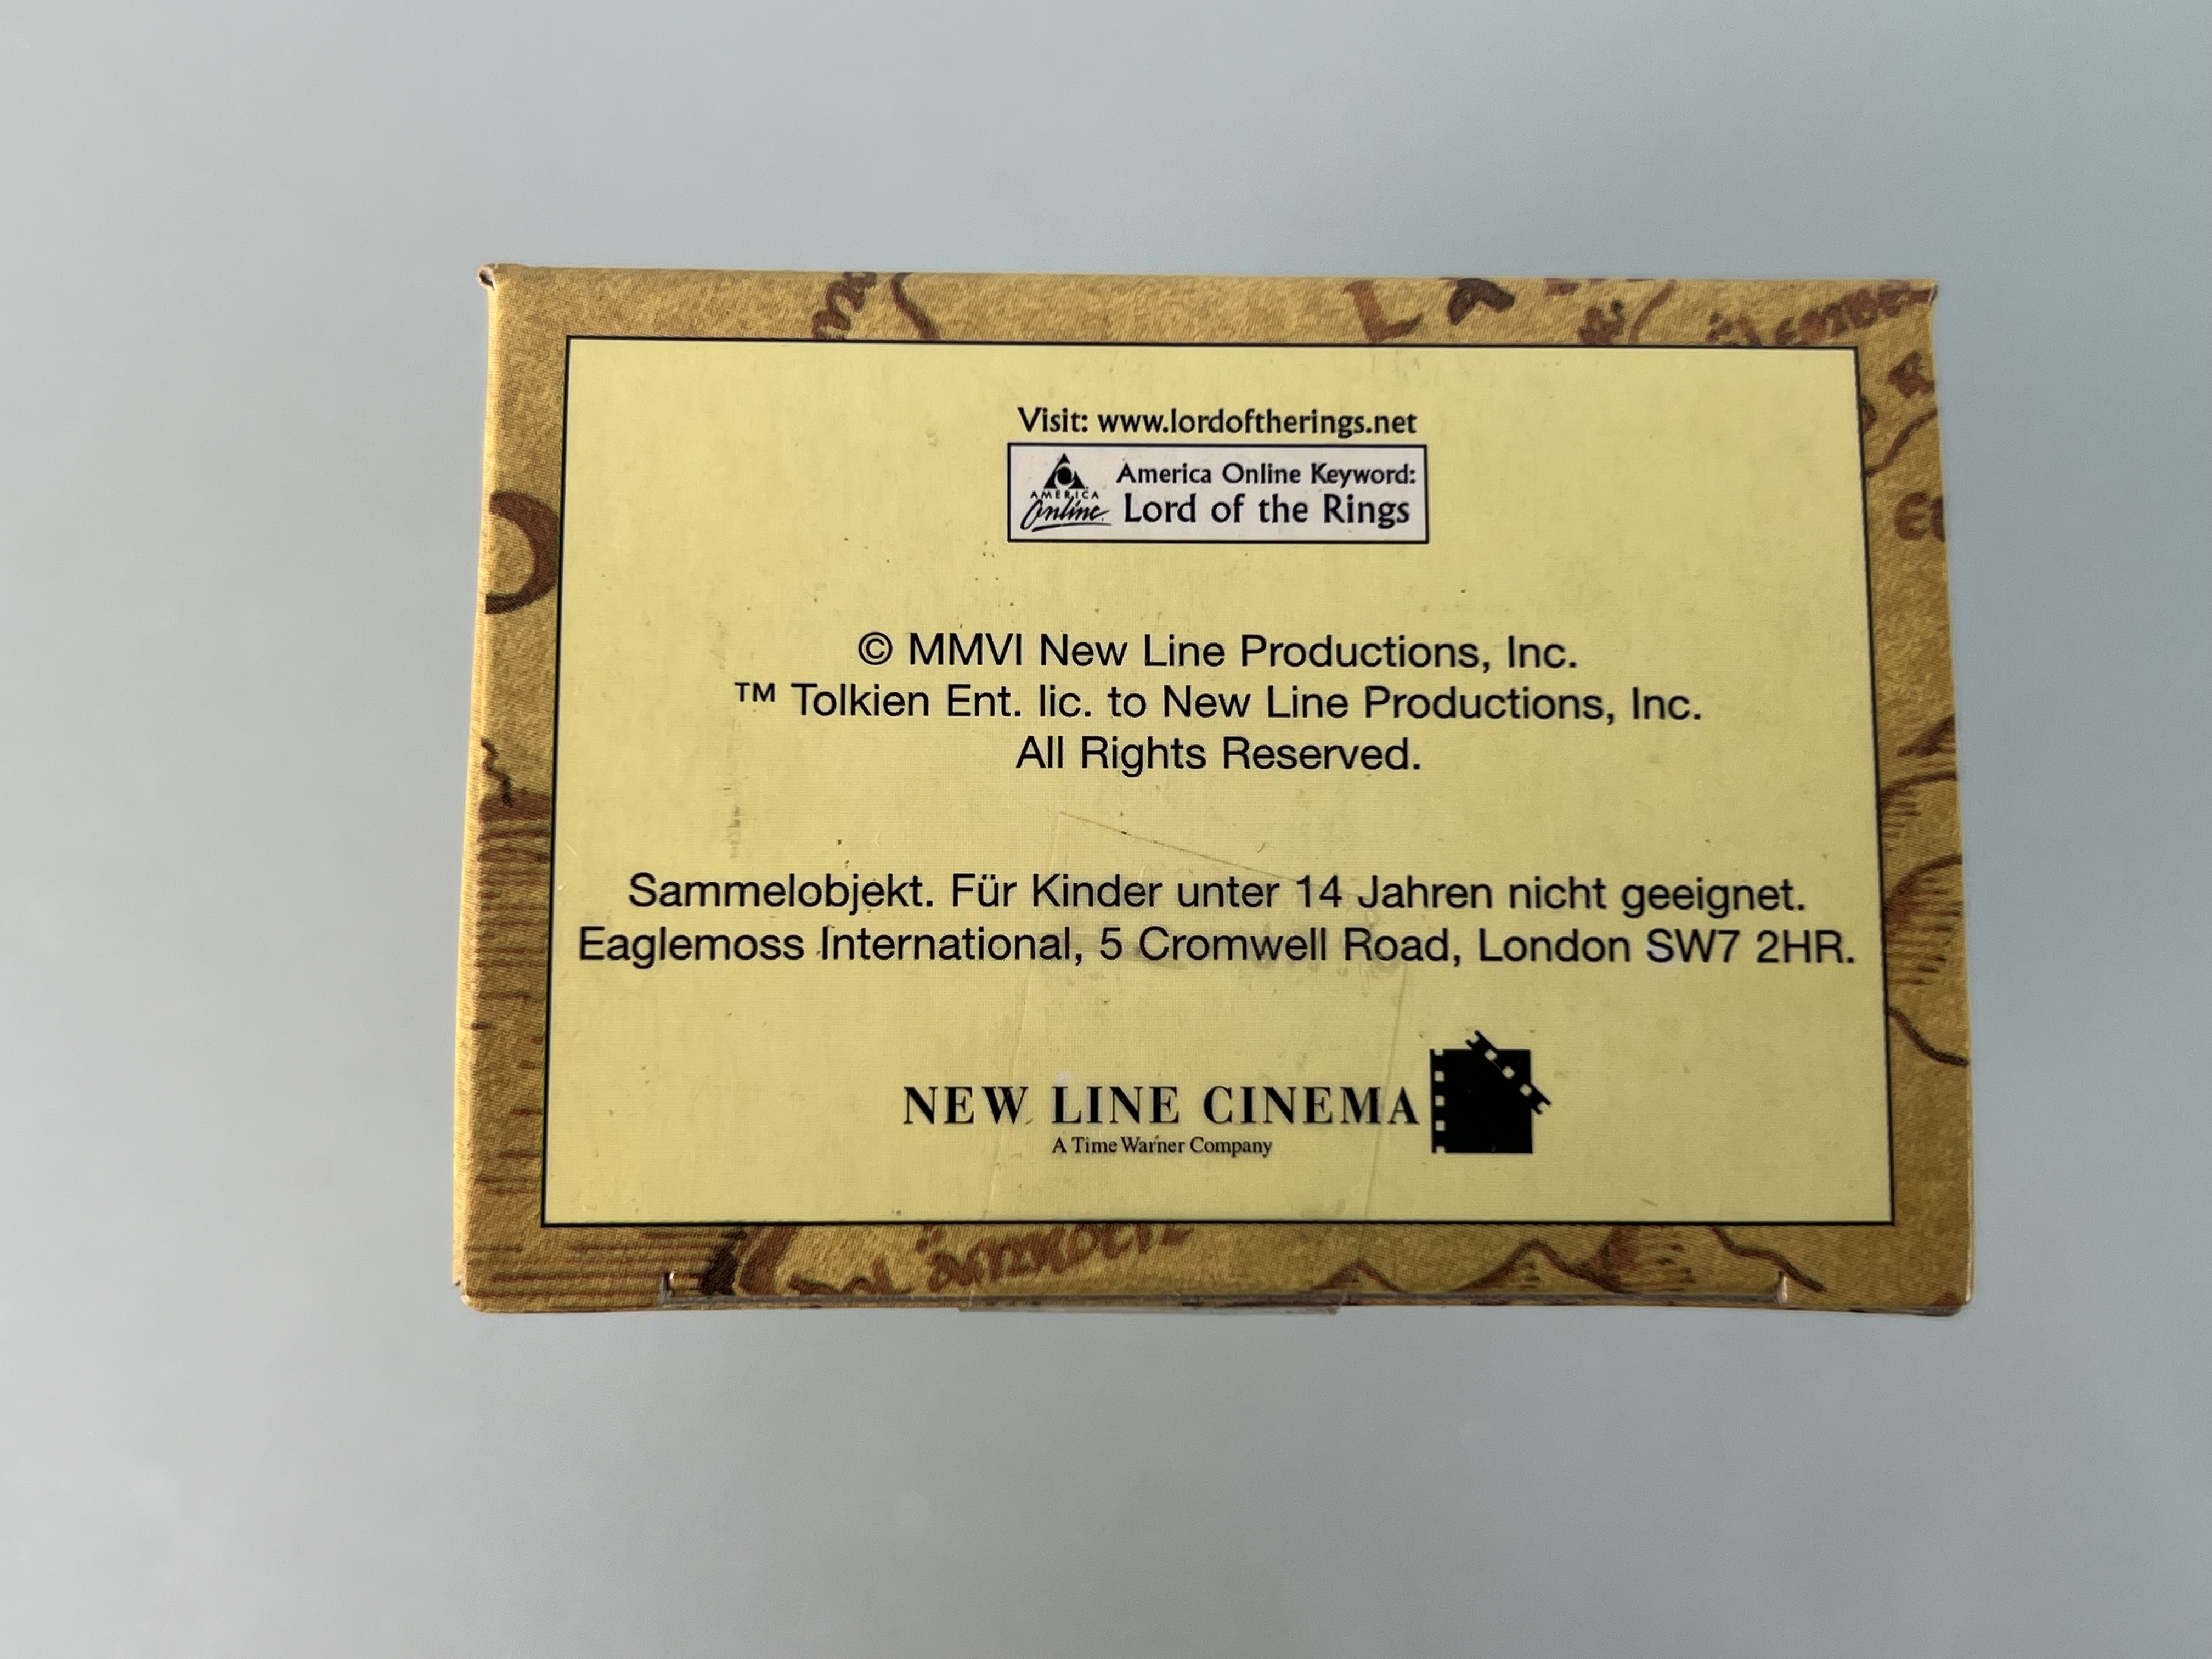 Visit: www.lordoftherings.net
AMERICA
Online
America Online Keyword:
Lord of the Rings
© MMVI New Line Productions, Inc.
™ Tolkien Ent. lic. to New Line Productions, Inc.
All Rights Reserved.
Sammelobjekt. Für Kinder unter 14 Jahren nicht geeignet.
Eaglemoss International, 5 Cromwell Road, London SW7 2HR.
NEW LINE CINEMA
A Time Warner Company